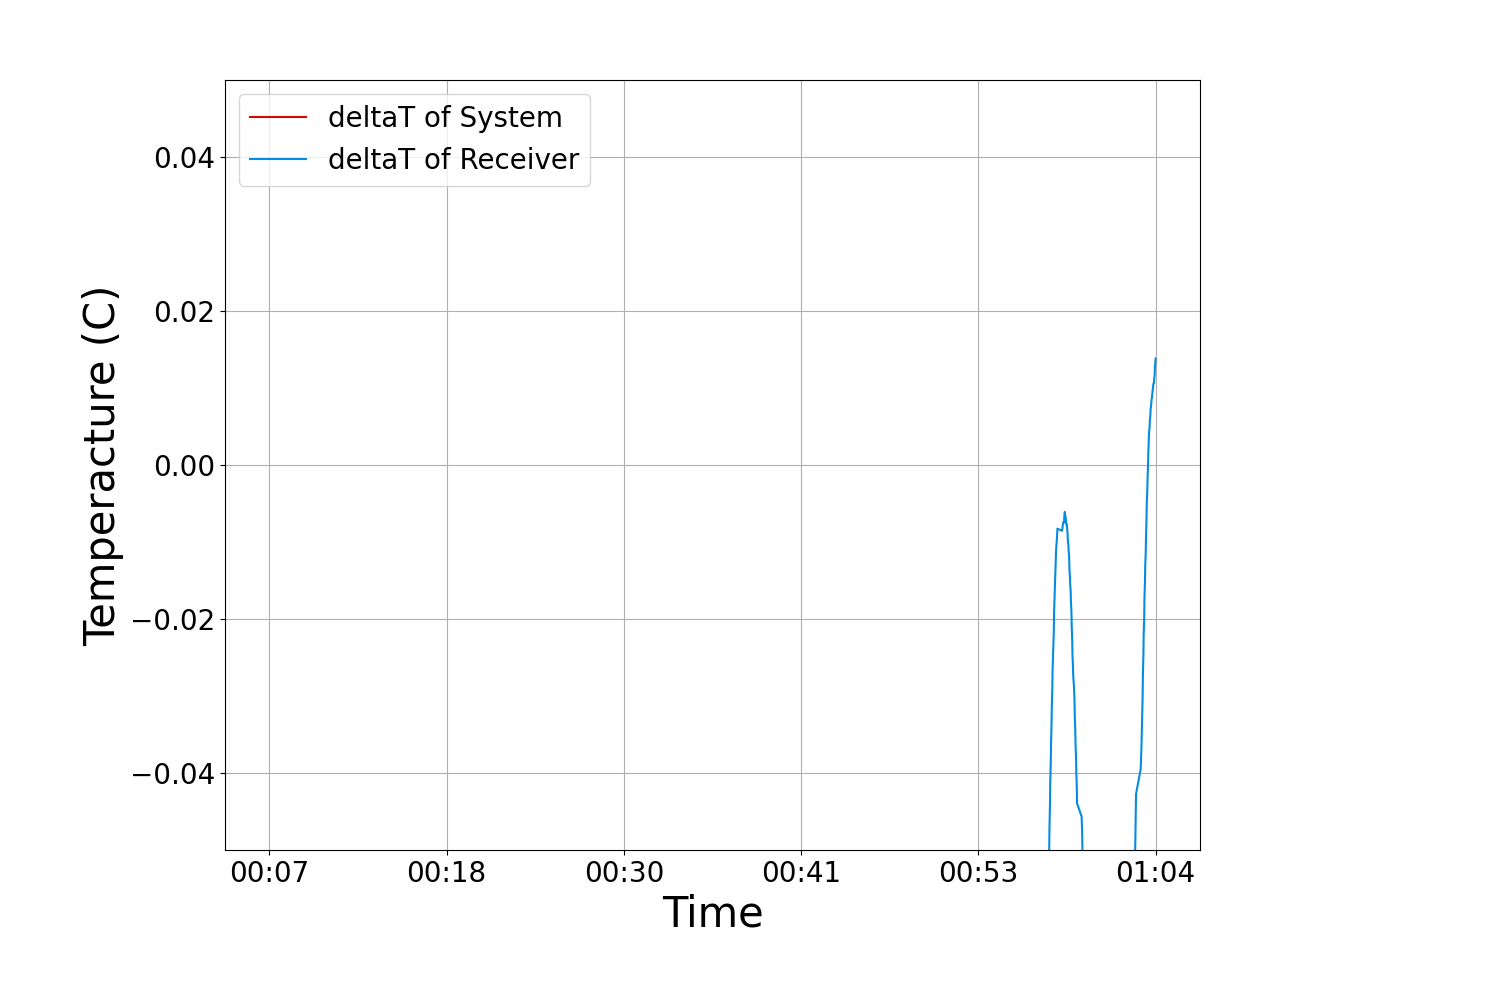 deltaT of System
deltaT of Receiver
0.04
0.02
0.00
−0.02
−0.04
Temperacture (C)
00:07 00:18 00:30 00:41 00:53 01:04
Time